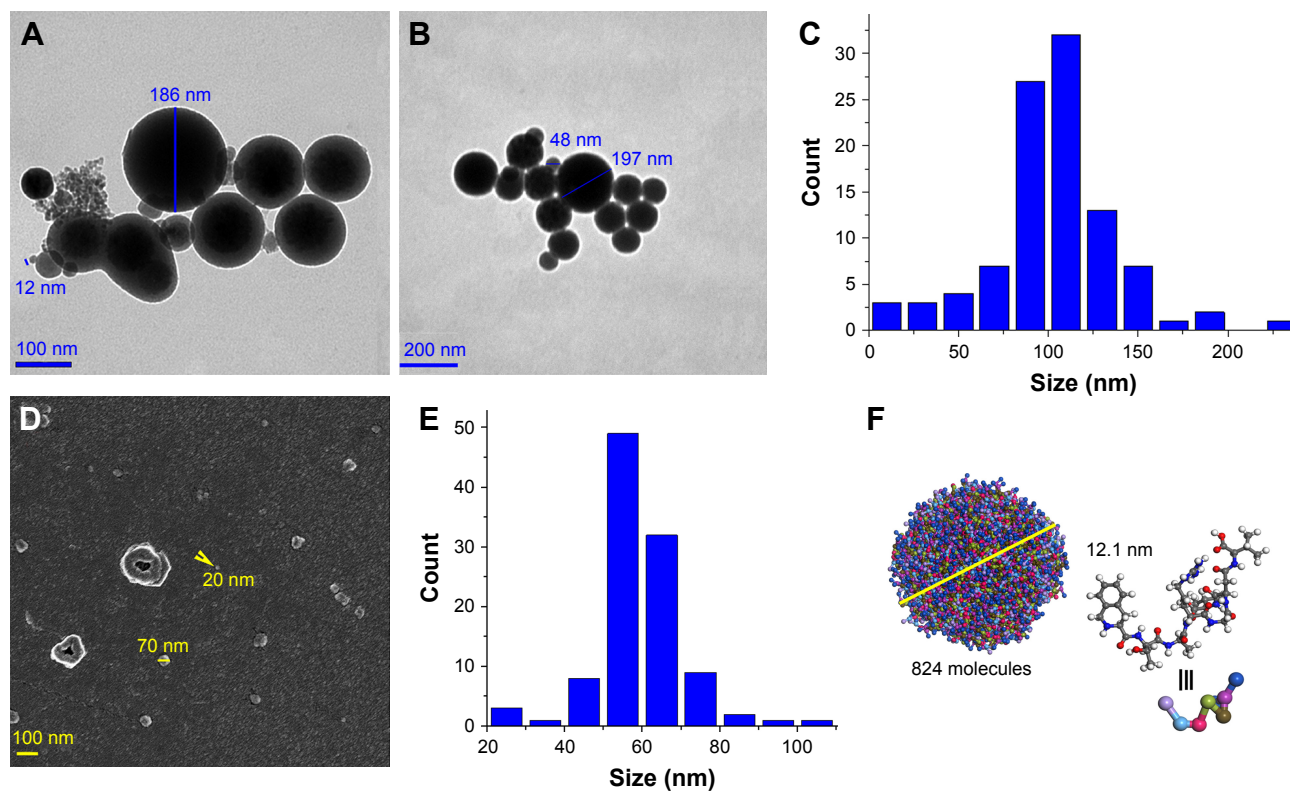 A
186 nm
12 nm
100 nm
B
48 nm
197 nm
200 nm
C
Count
30
25
20
15
10
5
0
0
50
100
150
200
Size (nm)
D
20 nm
70 nm
100 nm
E
Count
50
40
30
20
10
0
20
40
60
80
100
Size (nm)
F
12.1 nm
824 molecules